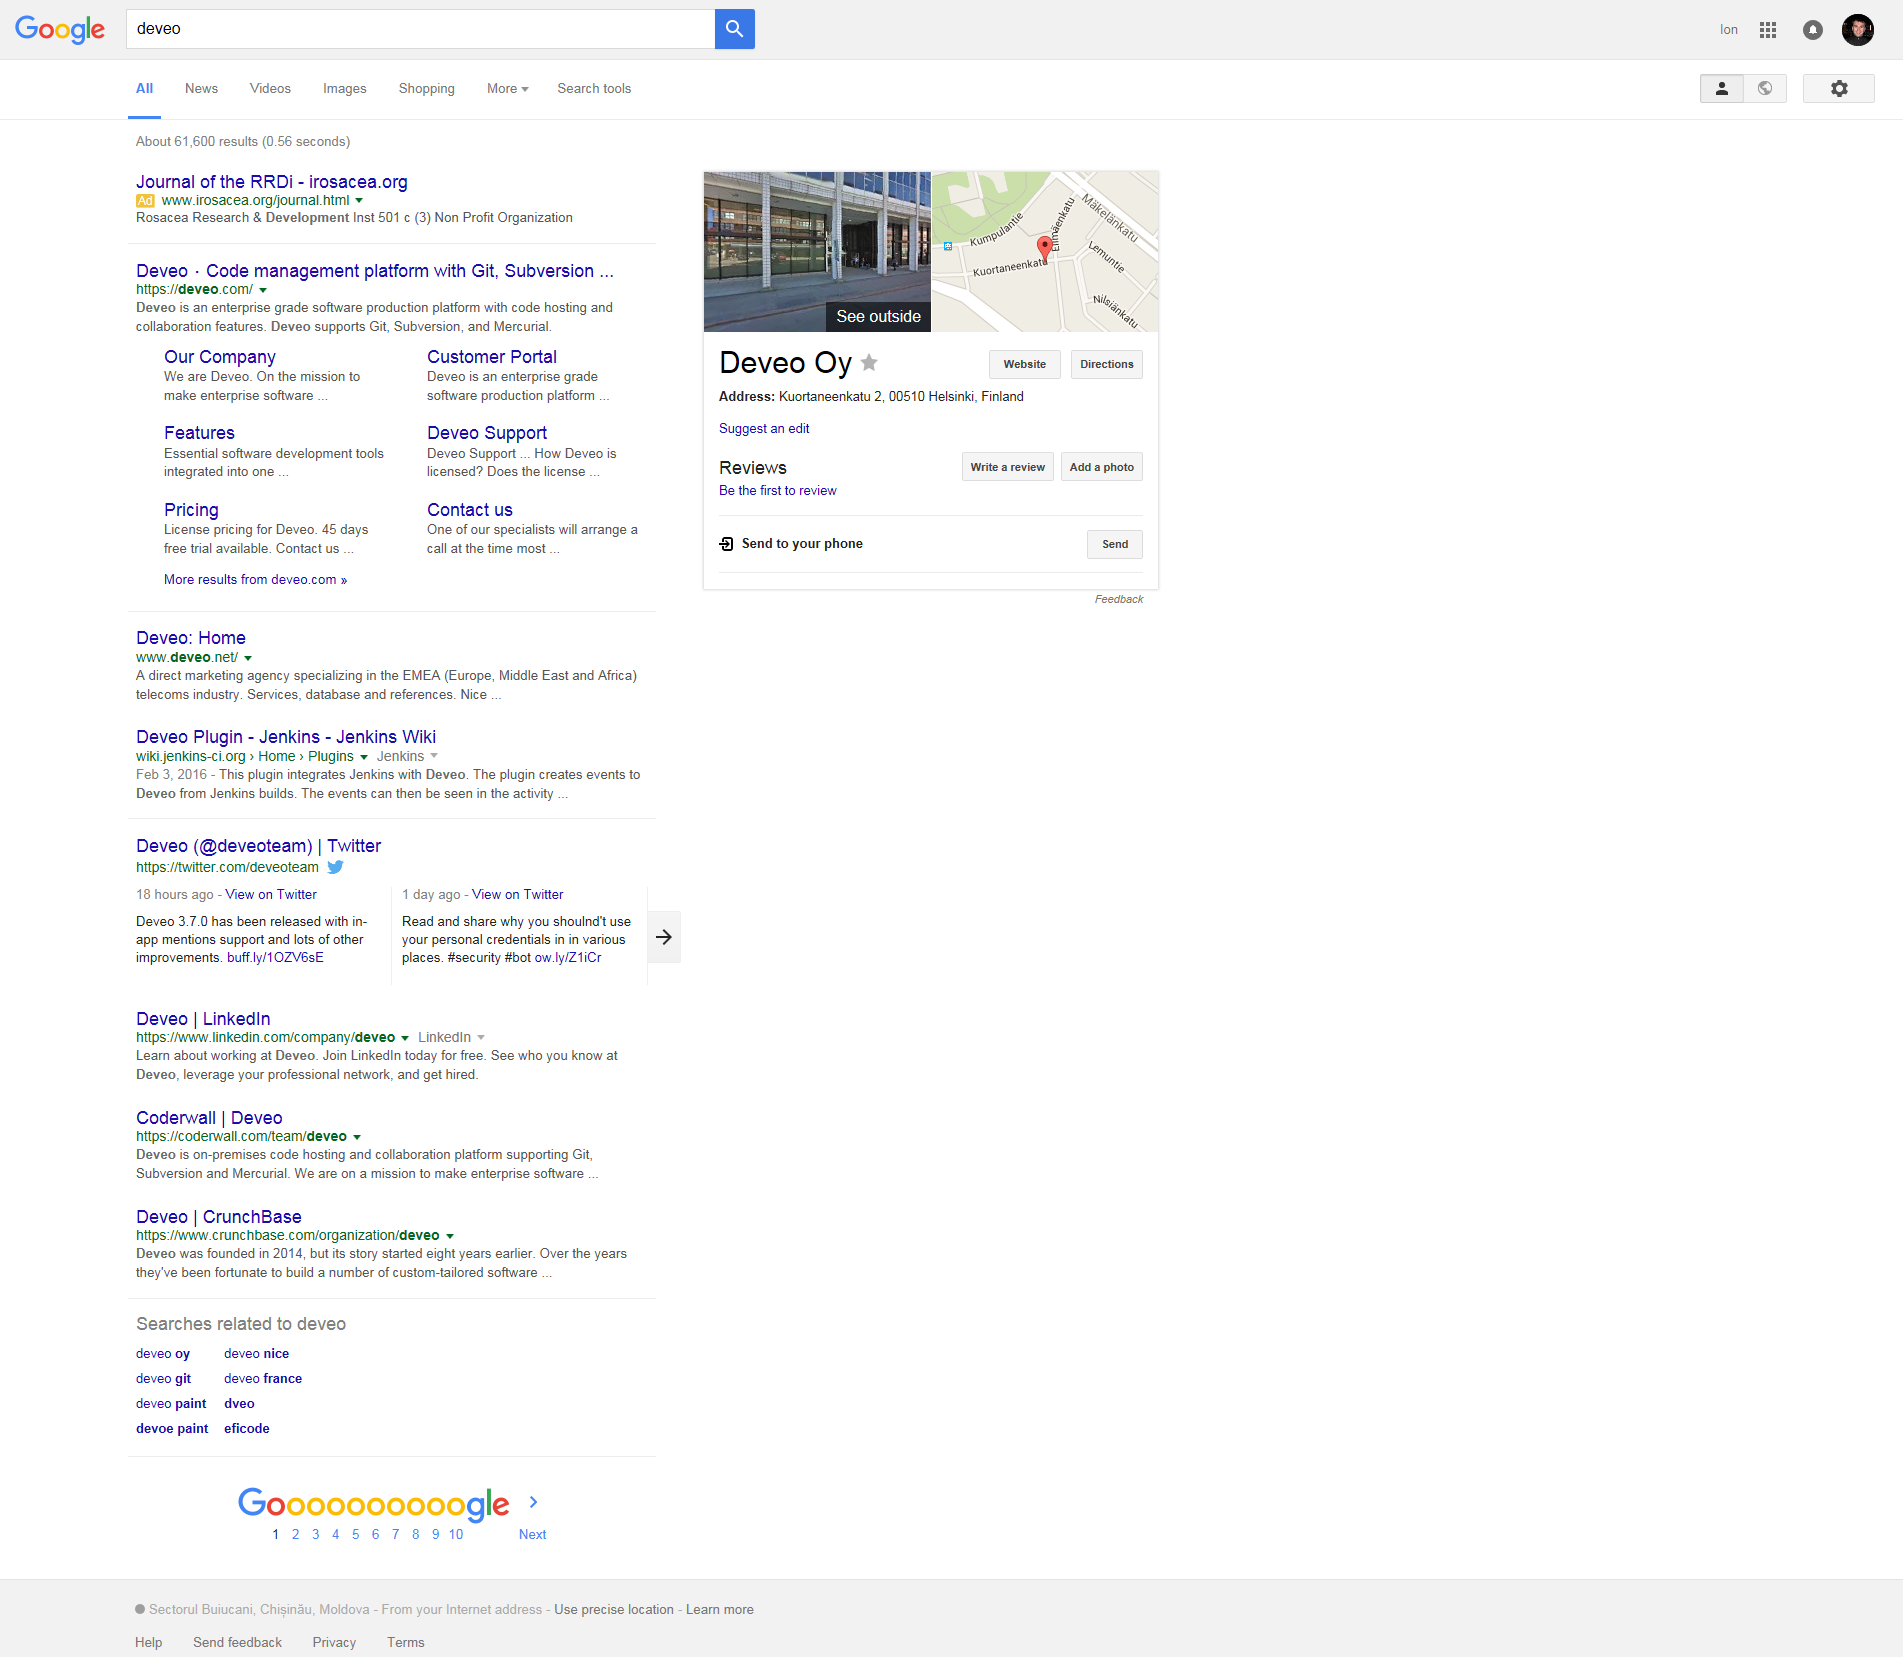 Google
deveo
Ion
All News Videos Images Shopping More Search tools
About 61,600 results (0.56 seconds)
Journal of the RRDi - irosacea.org
Ad www.irosacea.org/journal.html
Rosacea Research & Development Inst 501 c (3) Non Profit Organization
Deveo · Code management platform with Git, Subversion ...
https://deveo.com/
Deveo is an enterprise grade software production platform with code hosting and
collaboration features. Deveo supports Git, Subversion, and Mercurial.
Our Company
We are Deveo. On the mission to
make enterprise software ...
Customer Portal
Deveo is an enterprise grade
software production platform ...
Features
Essential software development tools
integrated into one ...
Deveo Support
Deveo Support ... How Deveo is
licensed? Does the license ...
Pricing
License pricing for Deveo. 45 days
free trial available. Contact us ...
Contact us
One of our specialists will arrange a
call at the time most ...
More results from deveo.com »
Deveo: Home
www.deveo.net/
A direct marketing agency specializing in the EMEA (Europe, Middle East and Africa)
telecoms industry. Services, database and references. Nice ...
Deveo Plugin - Jenkins - Jenkins Wiki
wiki.jenkins-ci.org › Home › Plugins Jenkins
Feb 3, 2016 - This plugin integrates Jenkins with Deveo. The plugin creates events to
Deveo from Jenkins builds. The events can then be seen in the activity ...
Deveo (@deveoteam) | Twitter
https://twitter.com/deveoteam
18 hours ago - View on Twitter
Deveo 3.7.0 has been released with in-
app mentions support and lots of other
improvements. buff.ly/1OZV6sE
1 day ago - View on Twitter
Read and share why you shoulnd't use
your personal credentials in in various
places. #security #bot ow.ly/Z1iCr
Deveo | LinkedIn
https://www.linkedin.com/company/deveo LinkedIn
Learn about working at Deveo. Join LinkedIn today for free. See who you know at
Deveo, leverage your professional network, and get hired.
Coderwall | Deveo
https://coderwall.com/team/deveo
Deveo is on-premises code hosting and collaboration platform supporting Git,
Subversion and Mercurial. We are on a mission to make enterprise software ...
Deveo | CrunchBase
https://www.crunchbase.com/organization/deveo
Deveo was founded in 2014, but its story started eight years earlier. Over the years
they've been fortunate to build a number of custom-tailored software ...
Searches related to deveo
deveo oy deveo nice
deveo git deveo france
deveo paint dveo
devoe paint eficode
Goooooooooogle
1 2 3 4 5 6 7 8 9 10 Next
See outside
Kumpulantie
Elimäenkatu
Mäkelänkatu
Lemuntie
Kuortaneenkatu
Nilsiänkatu
Deveo Oy
Website Directions
Address: Kuortaneenkatu 2, 00510 Helsinki, Finland
Suggest an edit
Reviews
Write a review Add a photo
Be the first to review
Send to your phone Send
Feedback
Sectorul Buiucani, Chișinău, Moldova - From your Internet address - Use precise location - Learn more
Help Send feedback Privacy Terms